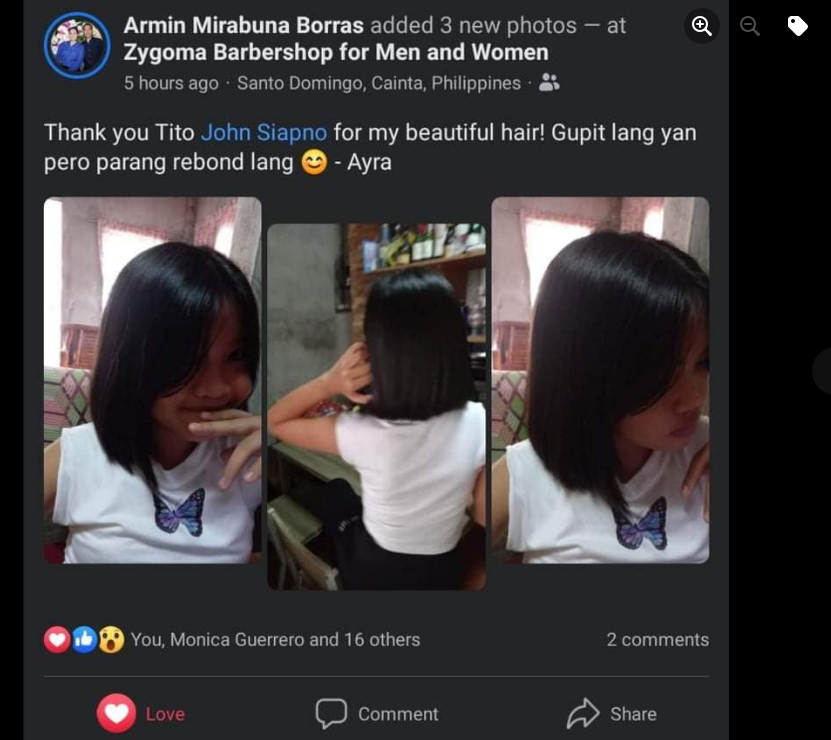 Armin Mirabuna Borras added 3 new photos — at
Zygoma Barbershop for Men and Women
5 hours ago · Santo Domingo, Cainta, Philippines ·
Thank you Tito John Siapno for my beautiful hair! Gupit lang yan
pero parang rebond lang 😊 - Ayra
You, Monica Guerrero and 16 others
2 comments
Love
Comment
Share